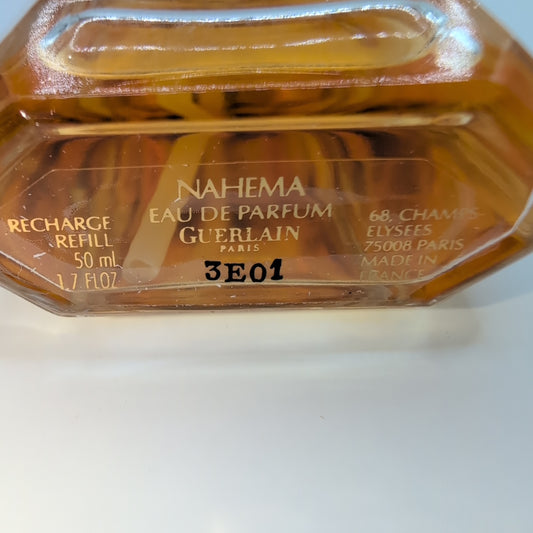 NAHEMA
EAU DE PARFUM
GUERLAIN
PARIS
3E01
RECHARGE
REFILL
50 ml
1.7 FL.OZ
68, CHAMPS-
ELYSEES
75008 PARIS
MADE IN
FRANCE